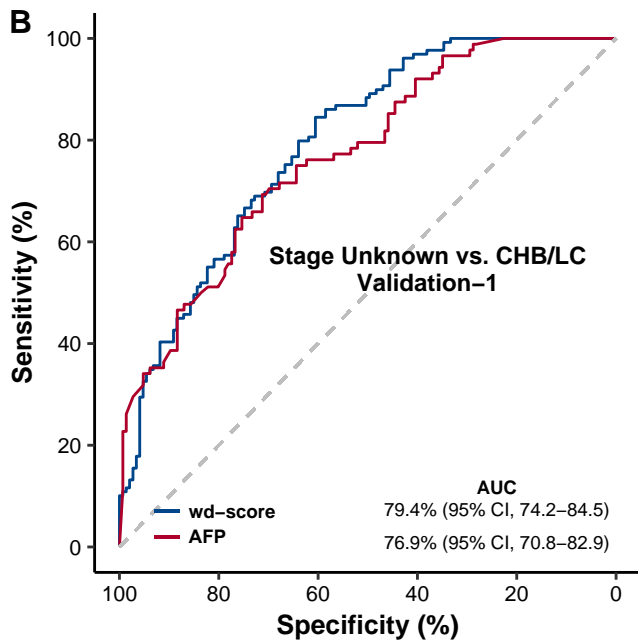 B
100
80
60
40
20
0
Sensitivity (%)
Stage Unknown vs. CHB/LC
Validation−1
AUC
wd−score 79.4% (95% CI, 74.2−84.5)
AFP 76.9% (95% CI, 70.8−82.9)
100 80 60 40 20 0
Specificity (%)